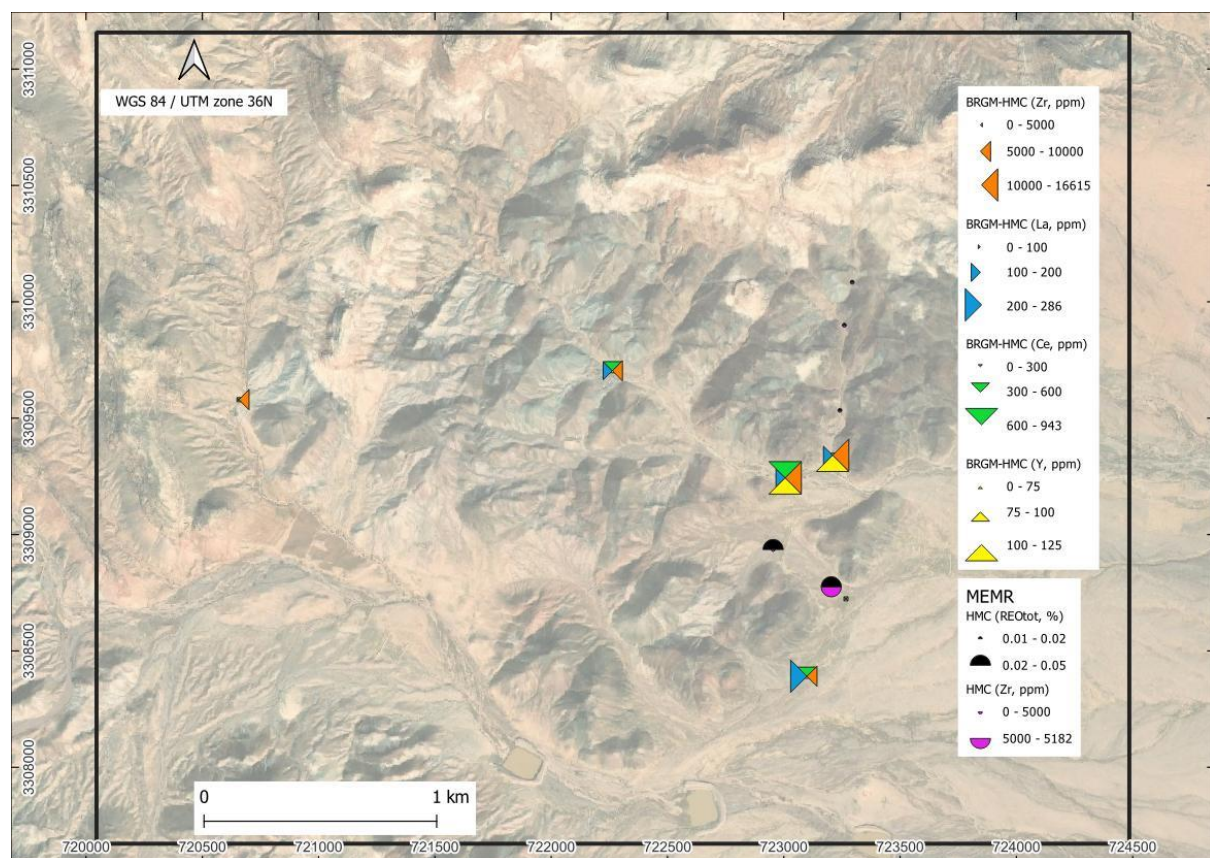 WGS 84 / UTM zone 36N
3311000
3310500
3310000
3309500
3309000
3308500
3308000
BRGM-HMC (Zr, ppm)
0 - 5000
5000 - 10000
10000 - 16615
BRGM-HMC (La, ppm)
0 - 100
100 - 200
200 - 286
BRGM-HMC (Ce, ppm)
0 - 300
300 - 600
600 - 943
BRGM-HMC (Y, ppm)
0 - 75
75 - 100
100 - 125
MEMR
HMC (REOtot, %)
0.01 - 0.02
0.02 - 0.05
HMC (Zr, ppm)
0 - 5000
5000 - 5182
0 1 km
720000 720500 721000 721500 722000 722500 723000 723500 724000 724500